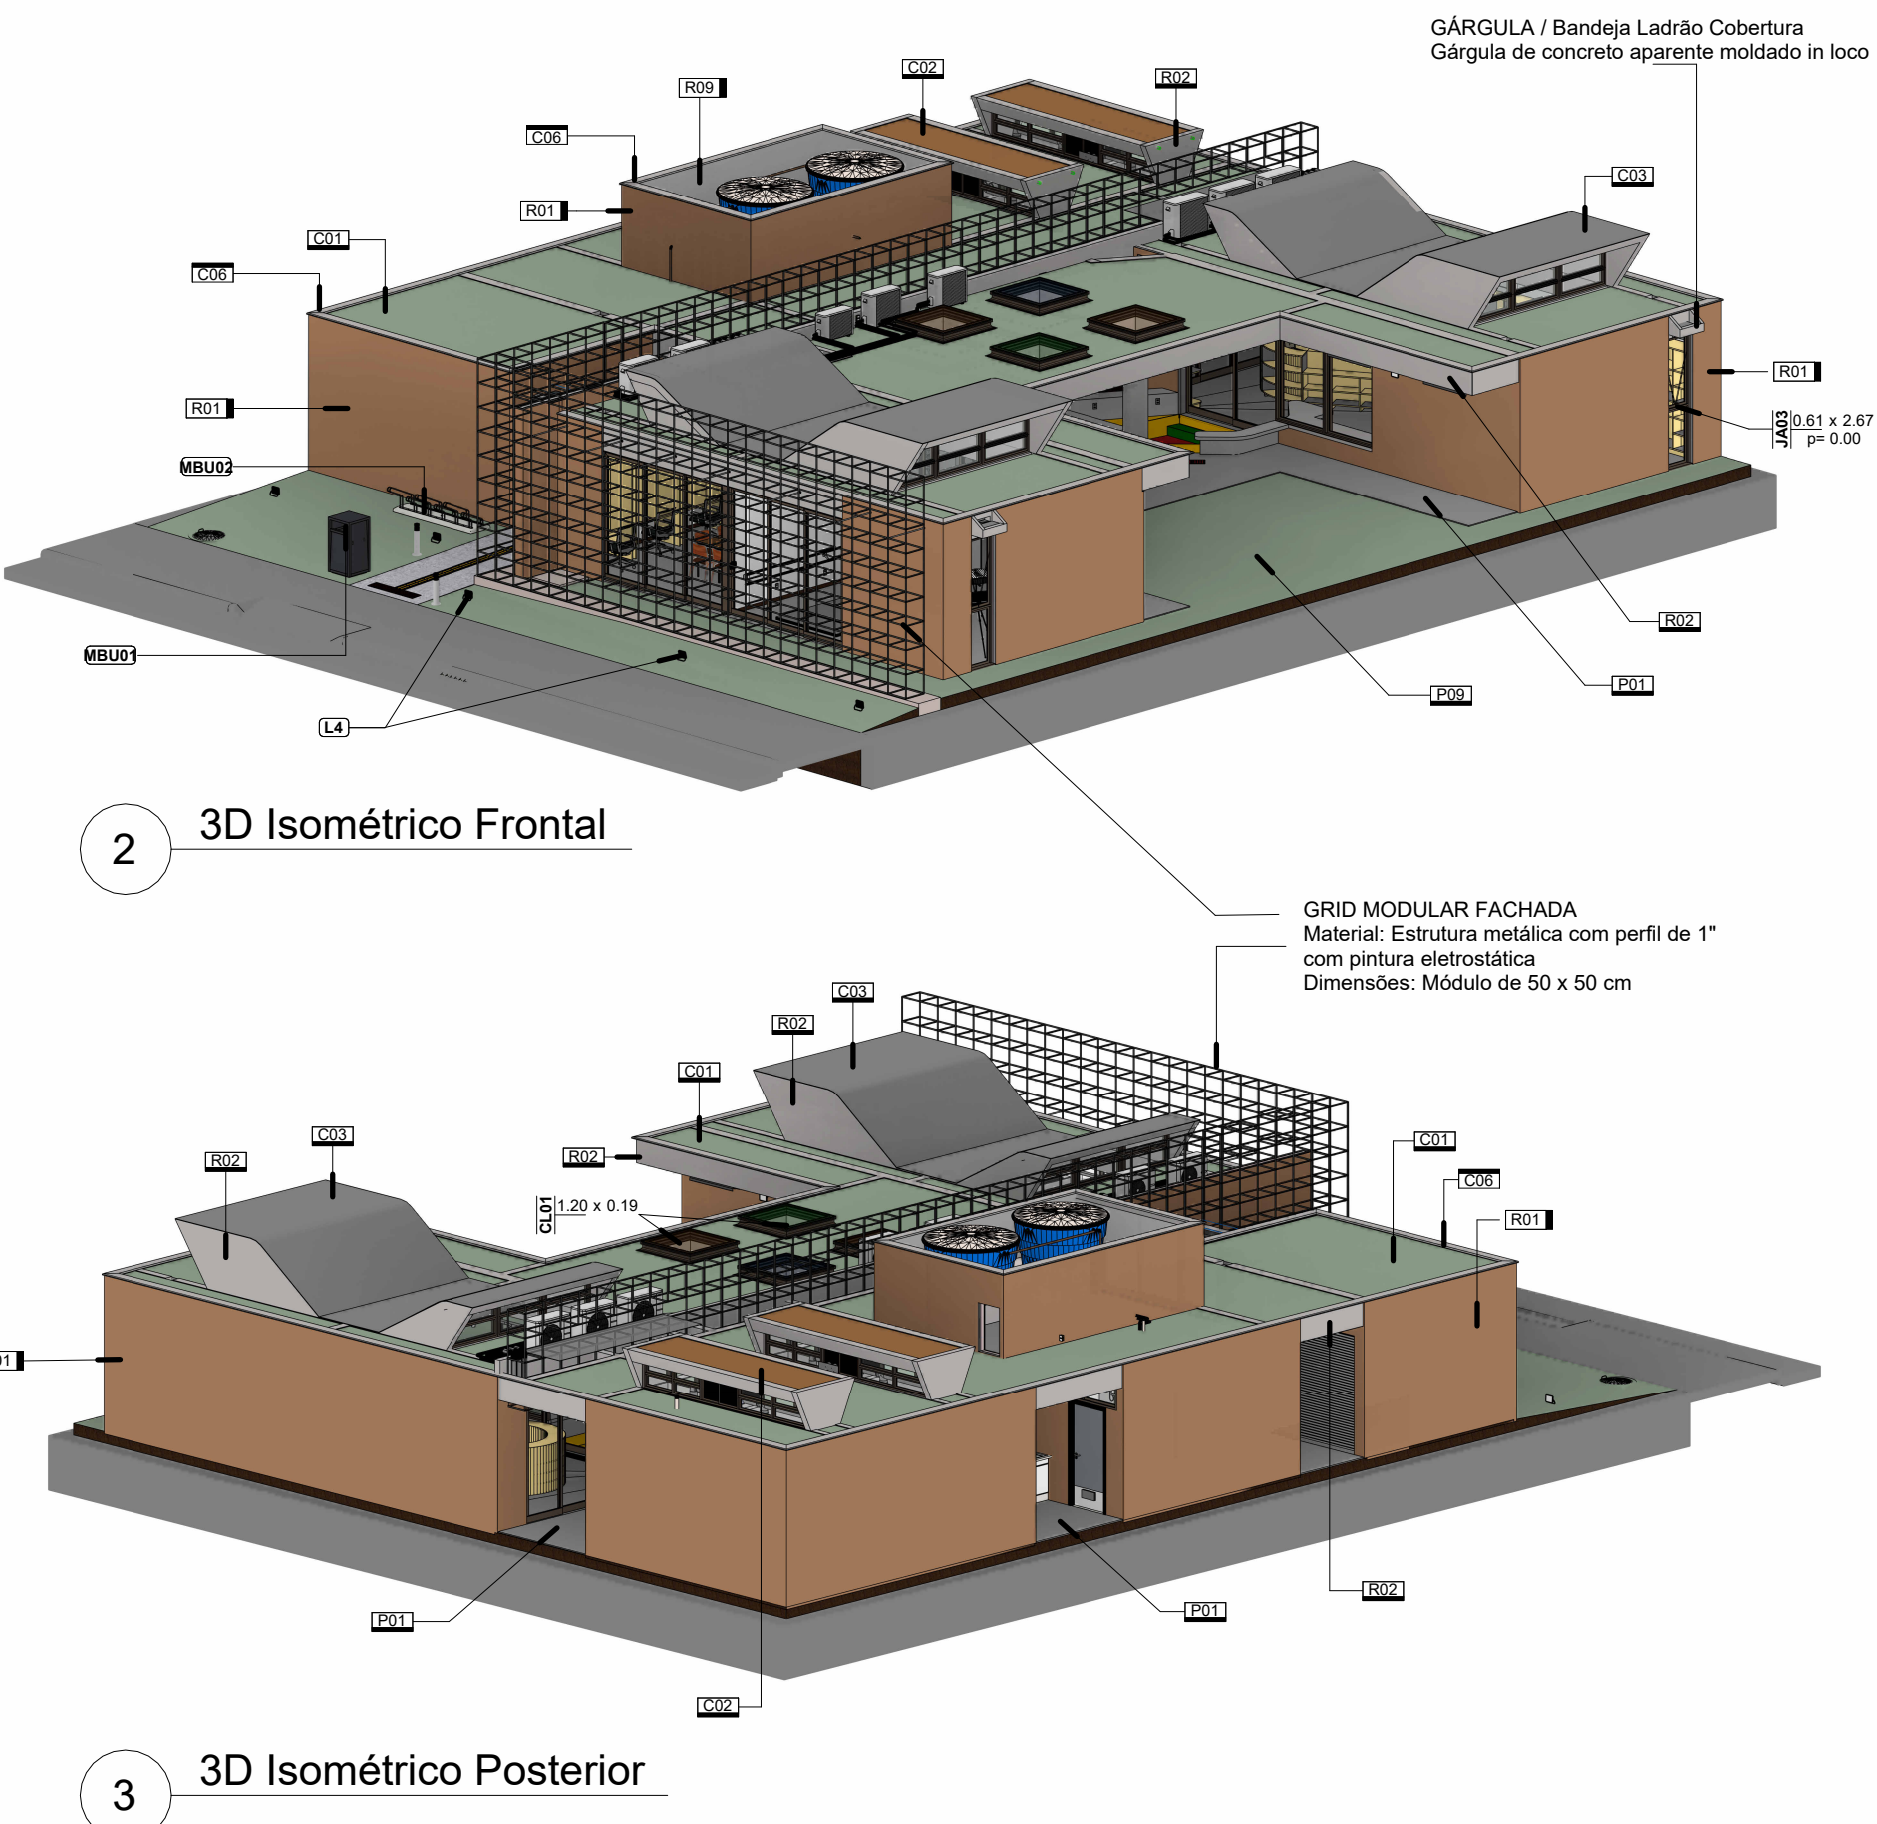 GÁRGULA / Bandeja Ladrão Cobertura
Gárgula de concreto aparente moldado in loco
C02
R02
R09
C06
C03
R01
C01
C06
R01
R01
JA03
0.61 x 2.67
p= 0.00
MBU02
R02
MBU01
P01
P09
L4
2
3D Isométrico Frontal
GRID MODULAR FACHADA
Material: Estrutura metálica com perfil de 1"
com pintura eletrostática
Dimensões: Módulo de 50 x 50 cm
C03
R02
C01
C03
R02
R02
C01
C06
CL01
1.20 x 0.19
R01
01
R02
P01
P01
C02
3
3D Isométrico Posterior